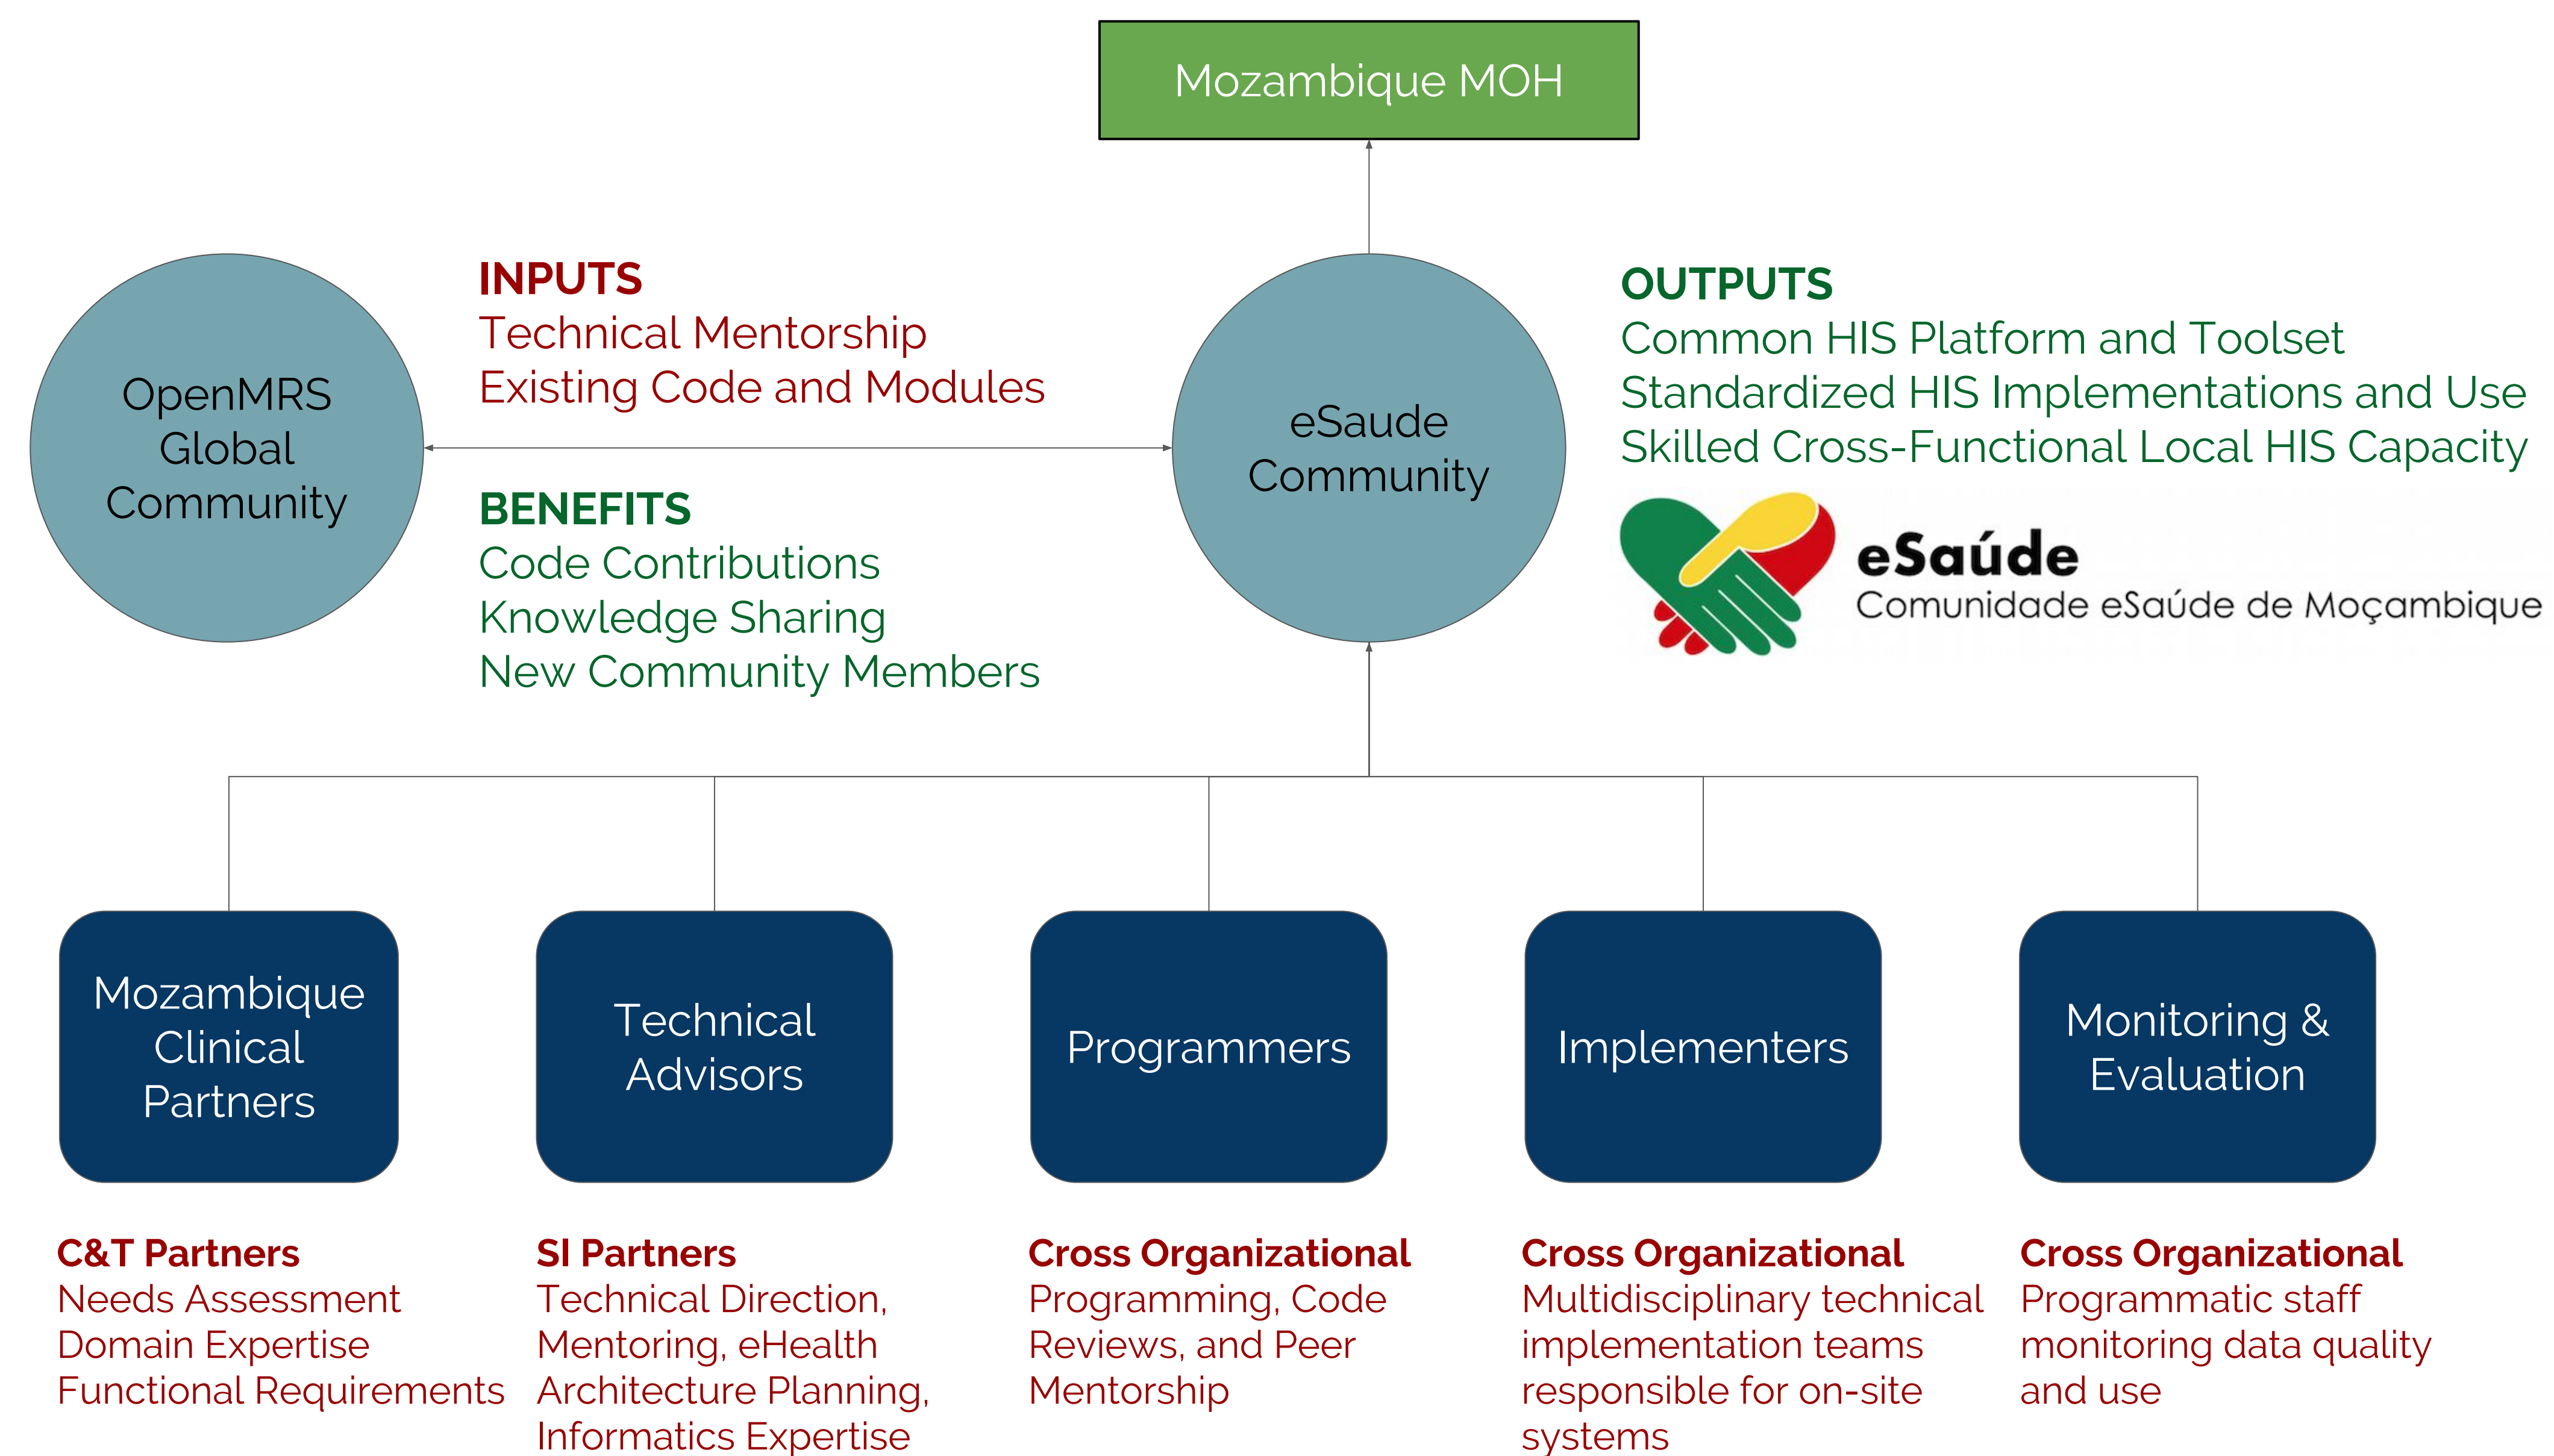 Mozambique MOH
OpenMRS
Global
Community
INPUTS
Technical Mentorship
Existing Code and Modules
BENEFITS
Code Contributions
Knowledge Sharing
New Community Members
eSaude
Community
OUTPUTS
Common HIS Platform and Toolset
Standardized HIS Implementations and Use
Skilled Cross-Functional Local HIS Capacity
eSaúde
Comunidade eSaúde de Moçambique
Mozambique
Clinical
Partners
Technical
Advisors
Programmers
Implementers
Monitoring &
Evaluation
C&T Partners
Needs Assessment
Domain Expertise
Functional Requirements
SI Partners
Technical Direction,
Mentoring, eHealth
Architecture Planning,
Informatics Expertise
Cross Organizational
Programming, Code
Reviews, and Peer
Mentorship
Cross Organizational
Multidisciplinary technical
implementation teams
responsible for on-site
systems
Cross Organizational
Programmatic staff
monitoring data quality
and use